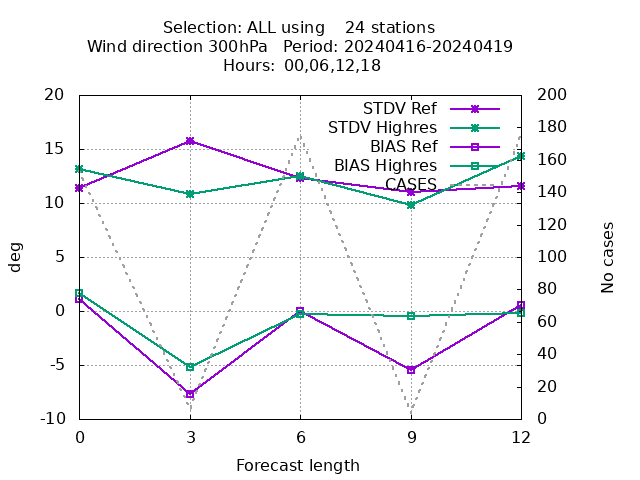 Selection: ALL using    24 stations
Wind direction 300hPa   Period: 20240416-20240419
Hours: 00,06,12,18
STDV Ref
STDV Highres
BIAS Ref
BIAS Highres
CASES
20
15
10
5
0
-5
-10
deg
200
180
160
140
120
100
80
60
40
20
0
No cases
0 3 6 9 12
Forecast length